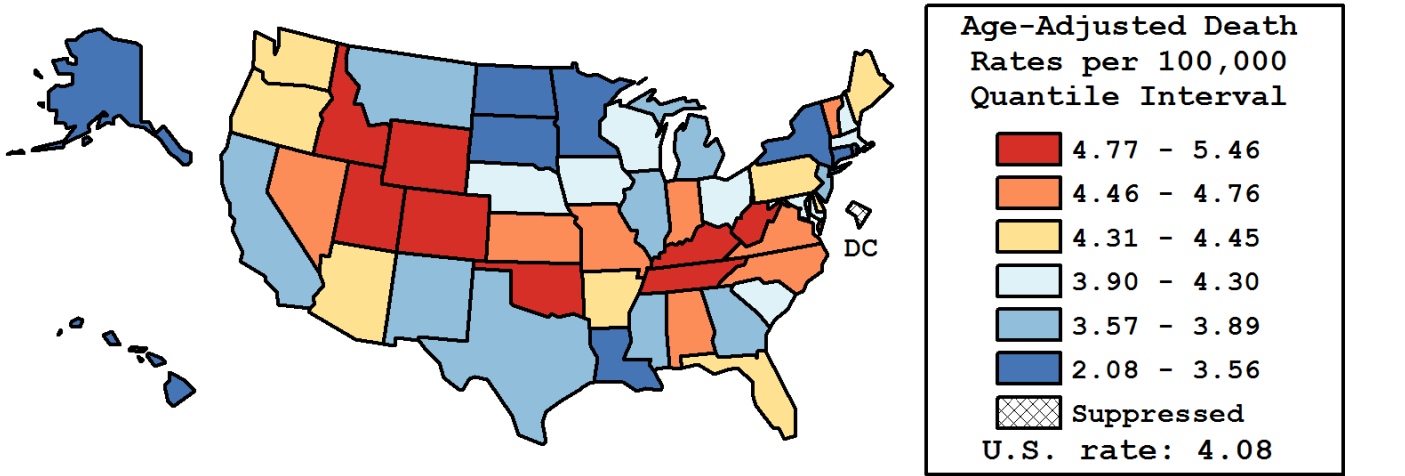 Age-Adjusted Death
Rates per 100,000
Quantile Interval
4.77 - 5.46
4.46 - 4.76
4.31 - 4.45
3.90 - 4.30
3.57 - 3.89
2.08 - 3.56
Suppressed
U.S. rate: 4.08
DC